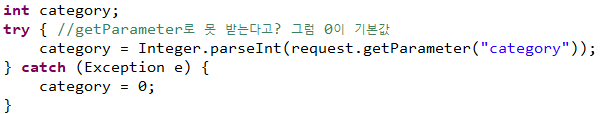 int category;
try { //getParameter로 못 받는다고? 그럼 0이 기본값
    category = Integer.parseInt(request.getParameter("category"));
} catch (Exception e) {
    category = 0;
}